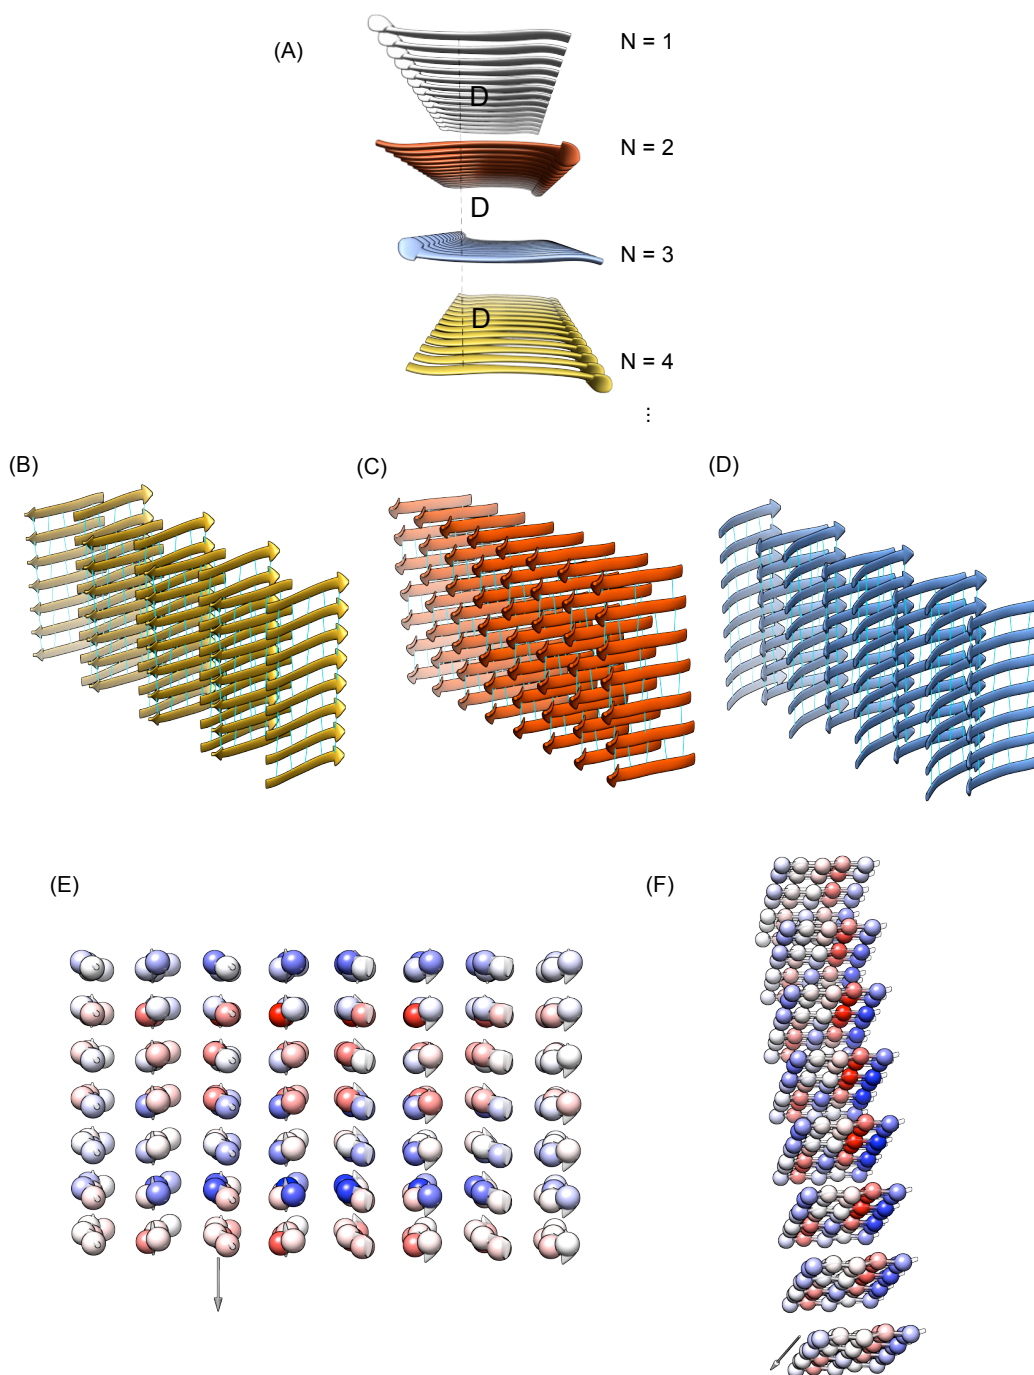 (A)
N = 1
D
N = 2
D
N = 3
D
N = 4
⋮
(B)
(C)
(D)
(E)
(F)